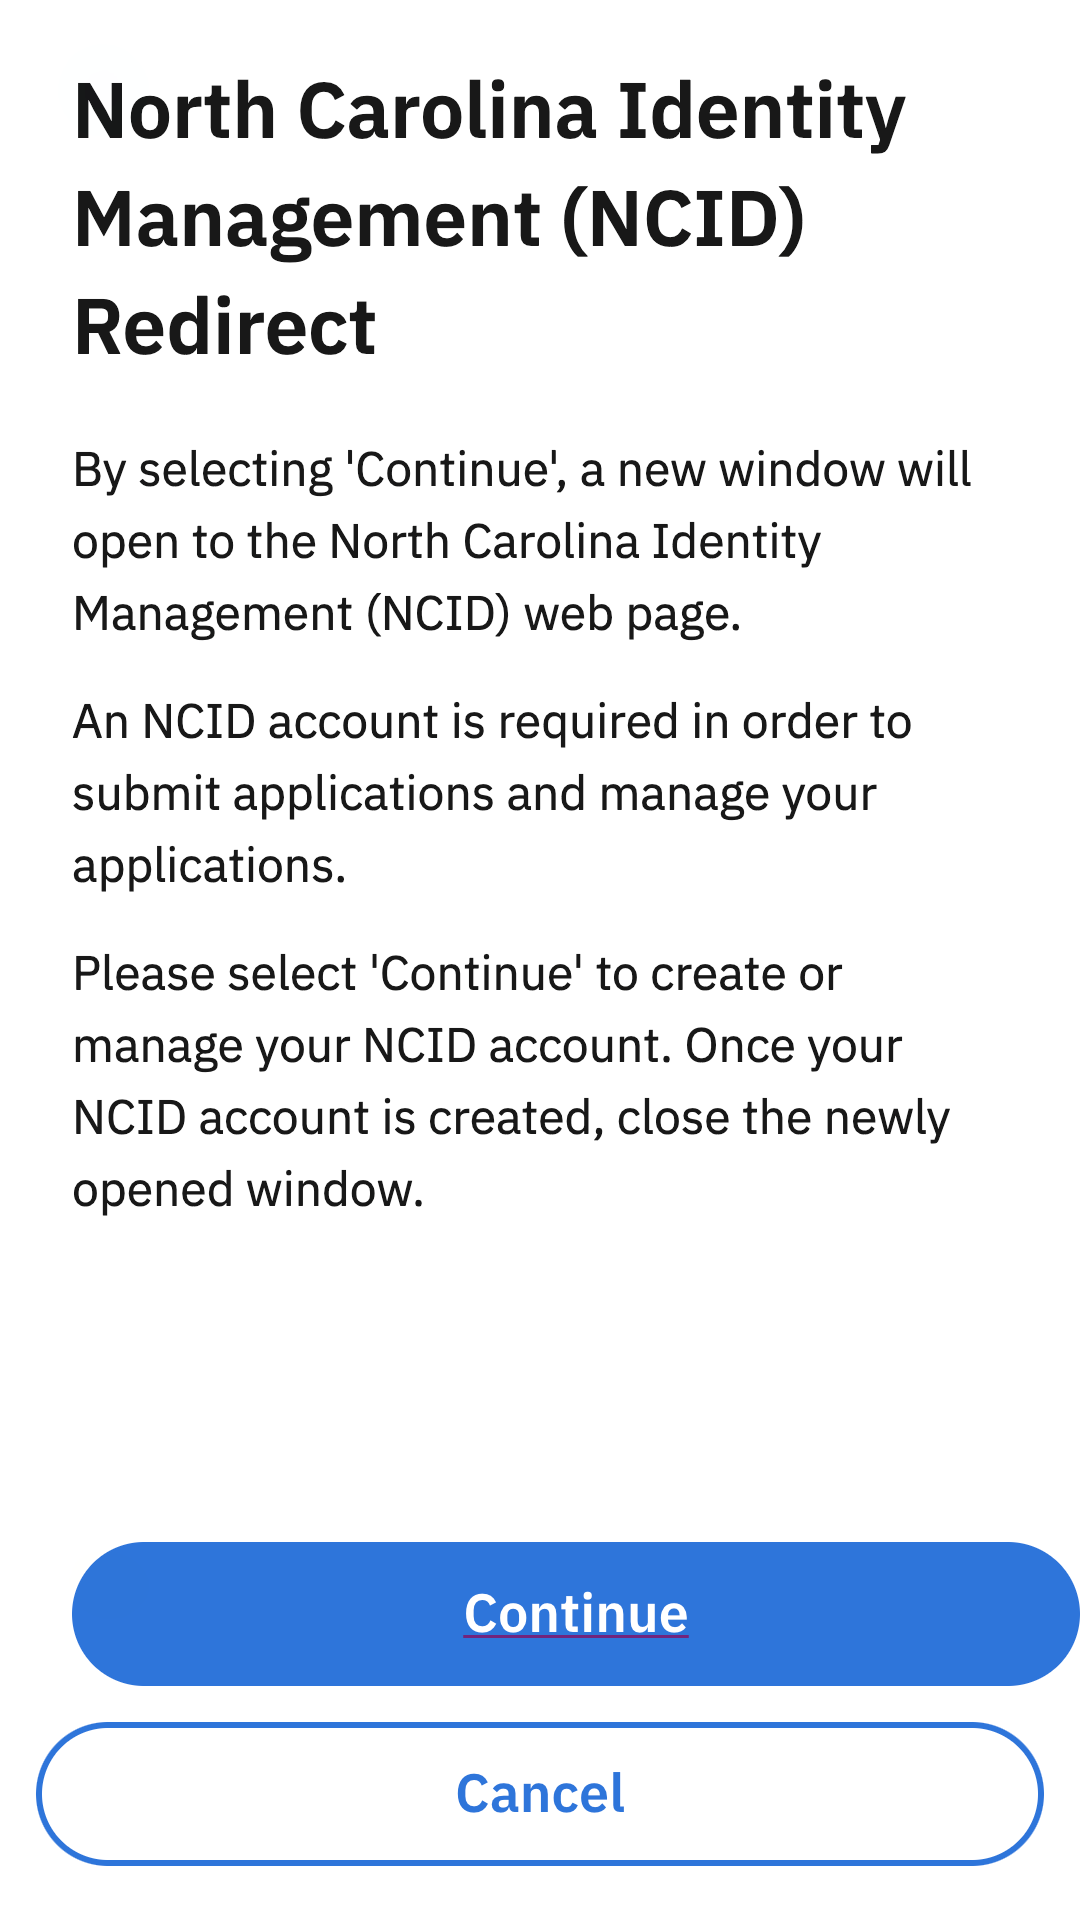 North Carolina Identity
Management (NCID)
Redirect
By selecting 'Continue', a new window will
open to the North Carolina Identity
Management (NCID) web page.
An NCID account is required in order to
submit applications and manage your
applications.
Please select 'Continue' to create or
manage your NCID account. Once your
NCID account is created, close the newly
opened window.
Continue
Cancel